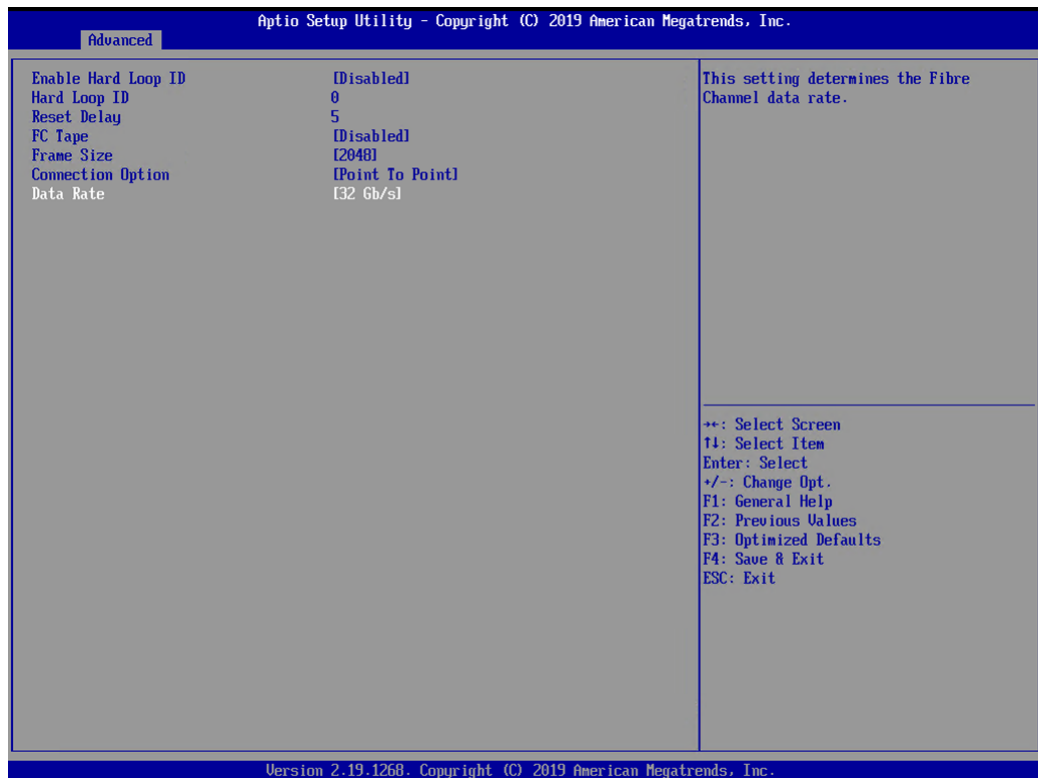 Aptio Setup Utility - Copyright (C) 2019 American Megatrends, Inc.
Advanced
Enable Hard Loop ID [Disabled]
Hard Loop ID 0
Reset Delay 5
FC Tape [Disabled]
Frame Size [2048]
Connection Option [Point To Point]
Data Rate [32 Gb/s]
This setting determines the Fibre
Channel data rate.
→←: Select Screen
↑↓: Select Item
Enter: Select
+/-: Change Opt.
F1: General Help
F2: Previous Values
F3: Optimized Defaults
F4: Save & Exit
ESC: Exit
Version 2.19.1268. Copyright (C) 2019 American Megatrends, Inc.